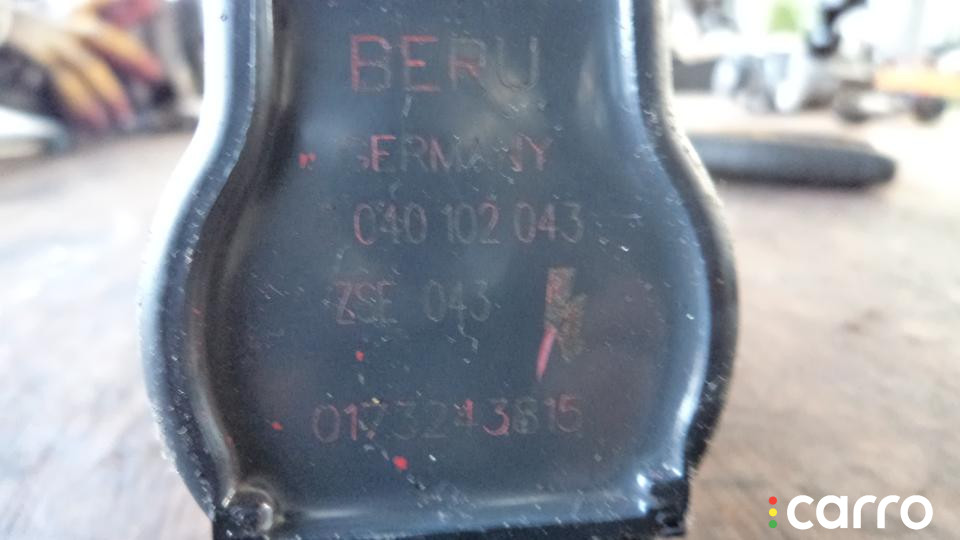 BERU
GERMANY
040 102 043
ZSE 043
0173243815
carro